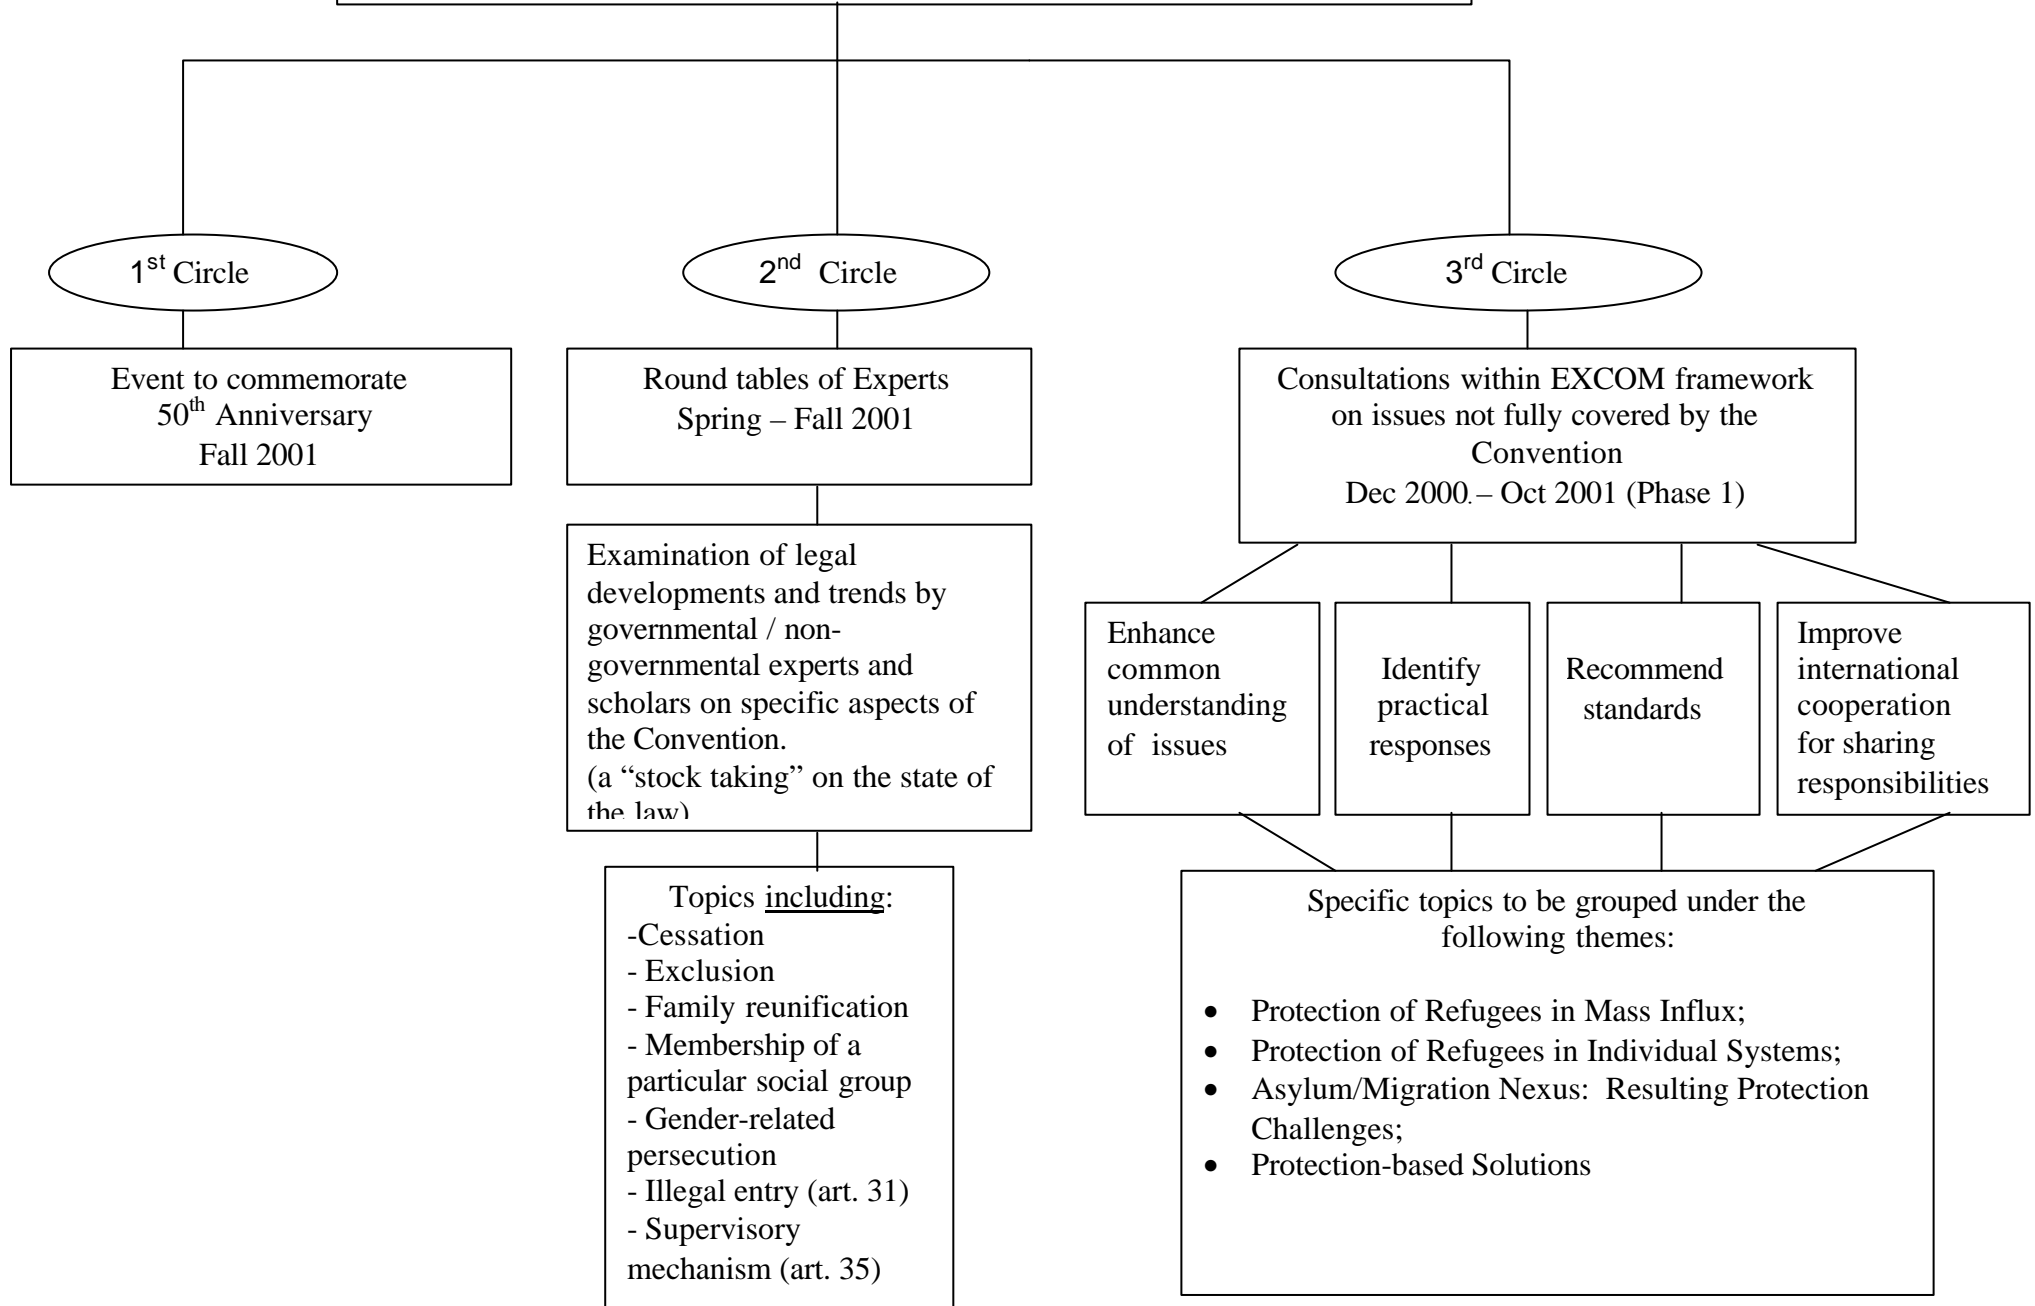 1st Circle
Event to commemorate
50th Anniversary
Fall 2001
2nd Circle
Round tables of Experts
Spring – Fall 2001
Examination of legal
developments and trends by
governmental / non-
governmental experts and
scholars on specific aspects of
the Convention.
(a “stock taking” on the state of
the law)
Topics including:
-Cessation
- Exclusion
- Family reunification
- Membership of a
particular social group
- Gender-related
persecution
- Illegal entry (art. 31)
- Supervisory
mechanism (art. 35)
3rd Circle
Consultations within EXCOM framework
on issues not fully covered by the
Convention
Dec 2000.– Oct 2001 (Phase 1)
Enhance
common
understanding
of issues
Identify
practical
responses
Recommend
standards
Improve
international
cooperation
for sharing
responsibilities
Specific topics to be grouped under the
following themes:
• Protection of Refugees in Mass Influx;
• Protection of Refugees in Individual Systems;
• Asylum/Migration Nexus: Resulting Protection
Challenges;
• Protection-based Solutions